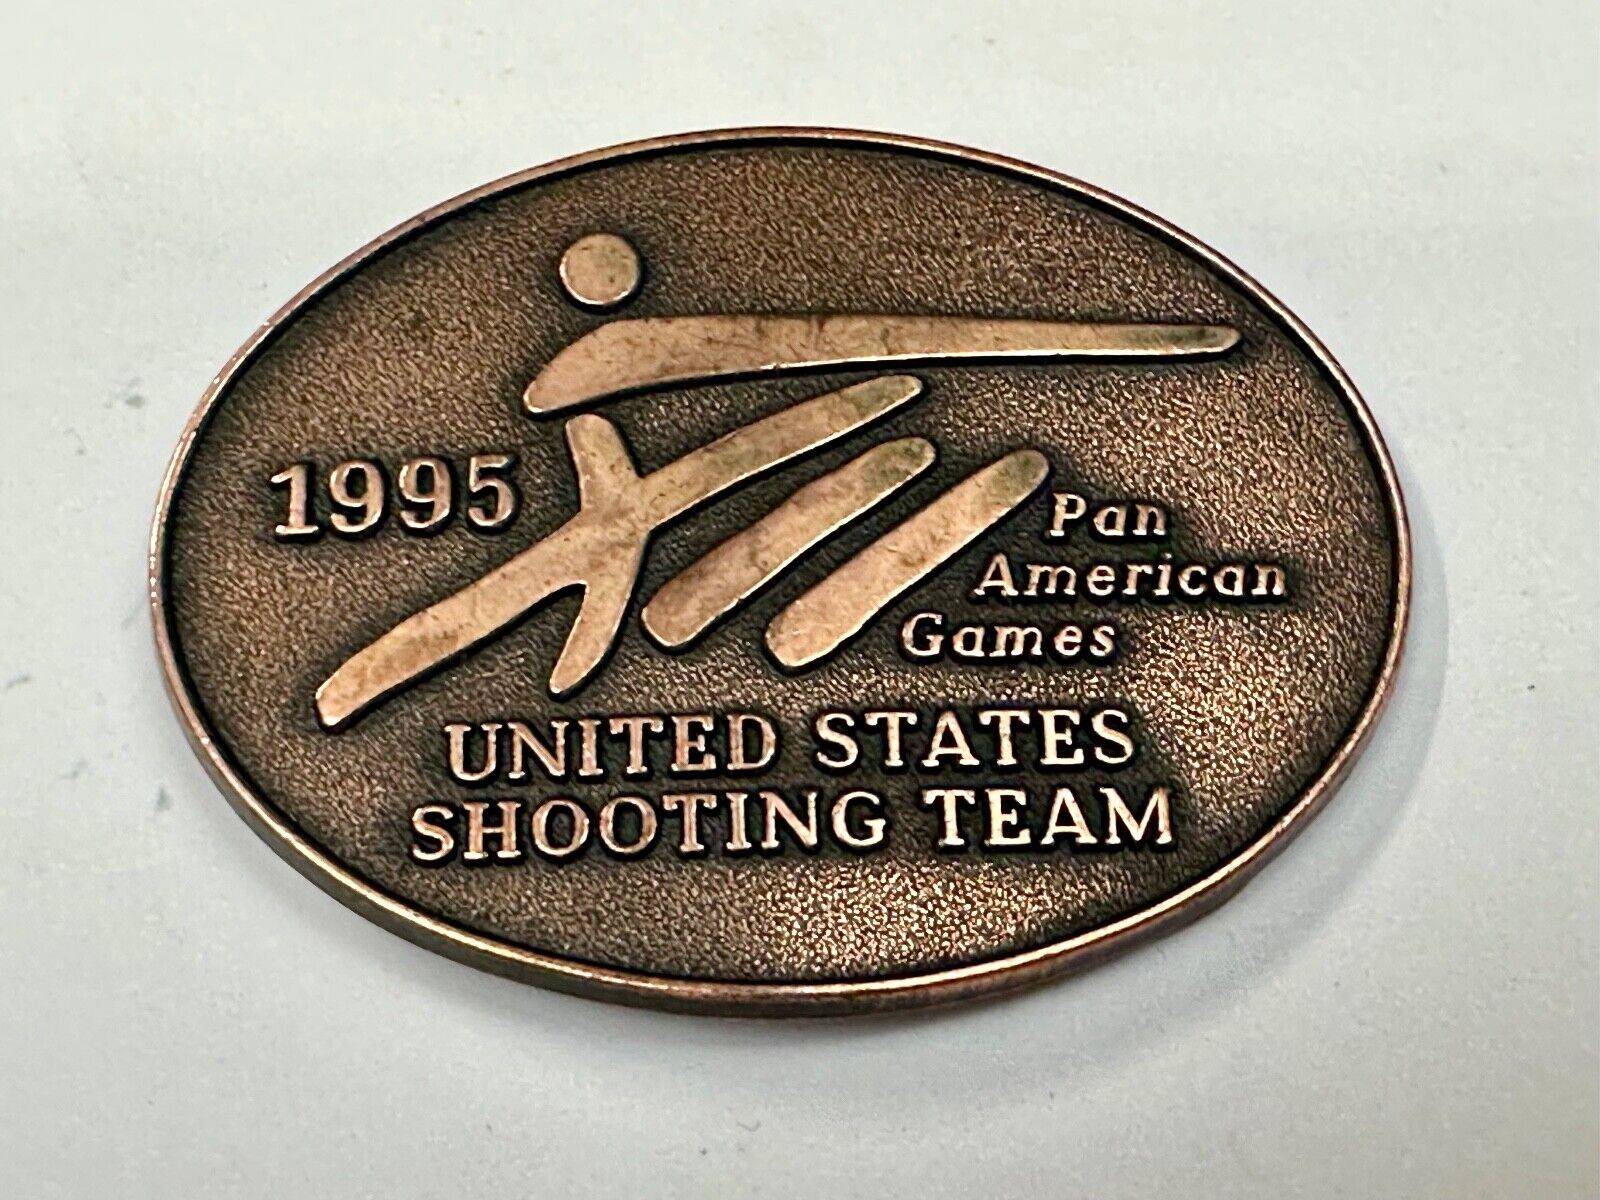 1995
Pan
American
Games
UNITED STATES
SHOOTING TEAM